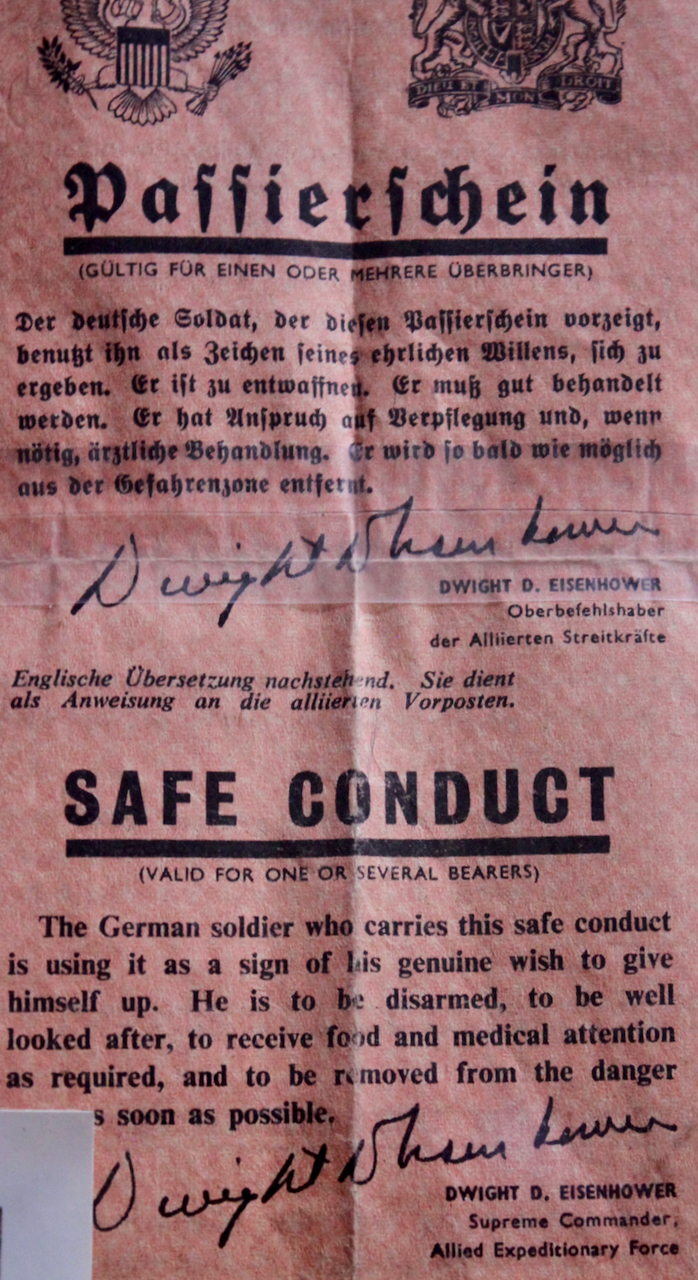 DIEU ET MON DROIT
Passierschein
(GÜLTIG FÜR EINEN ODER MEHRERE ÜBERBRINGER)
Der deutsche Soldat, der diesen Passierschein vorzeigt,
benutzt ihn als Zeichen seines ehrlichen Willens, sich zu
ergeben. Er ist zu entwaffnen. Er muß gut behandelt
werden. Er hat Anspruch auf Verpflegung und, wenn
nötig, ärztliche Behandlung. Er wird so bald wie möglich
aus der Gefahrenzone entfernt.
Dwight D Eisenhower
DWIGHT D. EISENHOWER
Oberbefehlshaber
der Alliierten Streitkräfte
Englische Übersetzung nachstehend. Sie dient
als Anweisung an die alliierten Vorposten.
SAFE CONDUCT
(VALID FOR ONE OR SEVERAL BEARERS)
The German soldier who carries this safe conduct
is using it as a sign of his genuine wish to give
himself up. He is to be disarmed, to be well
looked after, to receive food and medical attention
as required, and to be removed from the danger
s soon as possible.
Dwight D Eisenhower
DWIGHT D. EISENHOWER
Supreme Commander,
Allied Expeditionary Force